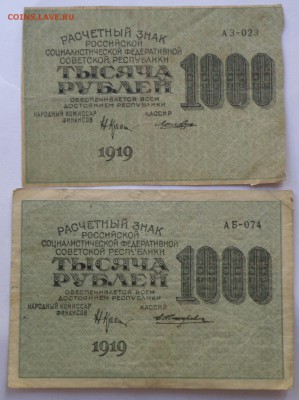 COINS.LAVE.RU
РАСЧЕТНЫЙ ЗНАК
АЗ-023
РОССИЙСКОЙ
СОЦИАЛИСТИЧЕСКОЙ ФЕДЕРАТИВНОЙ
СОВЕТСКОЙ РЕСПУБЛИКИ
ТЫСЯЧА
РУБЛЕЙ
1000
ОБЕСПЕЧИВАЕТСЯ ВСЕМ
ДОСТОЯНИЕМ РЕСПУБЛИКИ
НАРОДНЫЙ КОМИССАР
ФИНАНСОВ
КАССИР
1919
РАСЧЕТНЫЙ ЗНАК
АБ-074
РОССИЙСКОЙ
СОЦИАЛИСТИЧЕСКОЙ ФЕДЕРАТИВНОЙ
СОВЕТСКОЙ РЕСПУБЛИКИ
ТЫСЯЧА
РУБЛЕЙ
1000
ОБЕСПЕЧИВАЕТСЯ ВСЕМ
ДОСТОЯНИЕМ РЕСПУБЛИКИ
НАРОДНЫЙ КОМИССАР
ФИНАНСОВ
КАССИР
1919